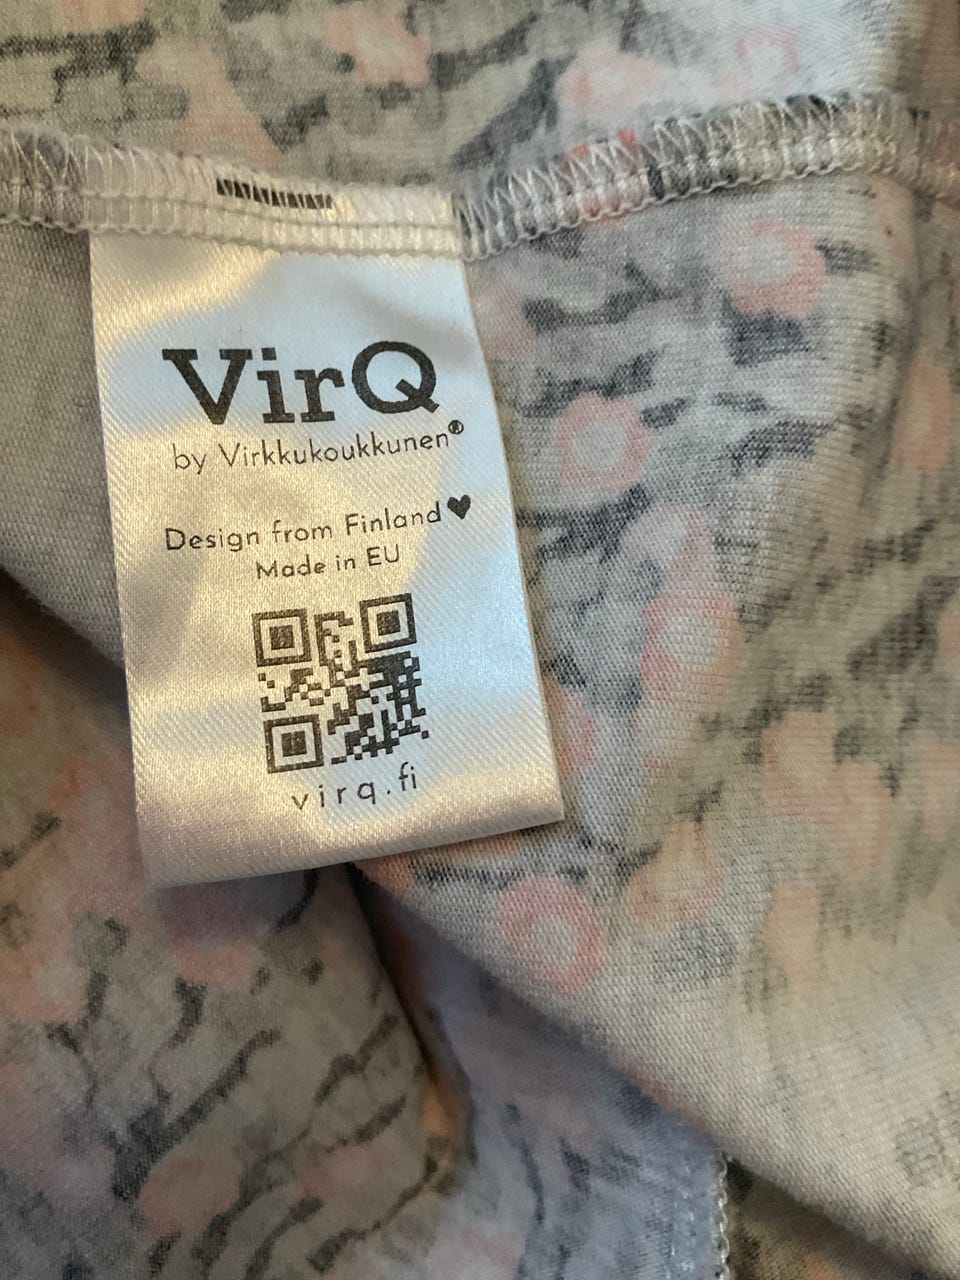 VirQ
by Virkkukoukkunen®
Design from Finland♥
Made in EU
virq.fi